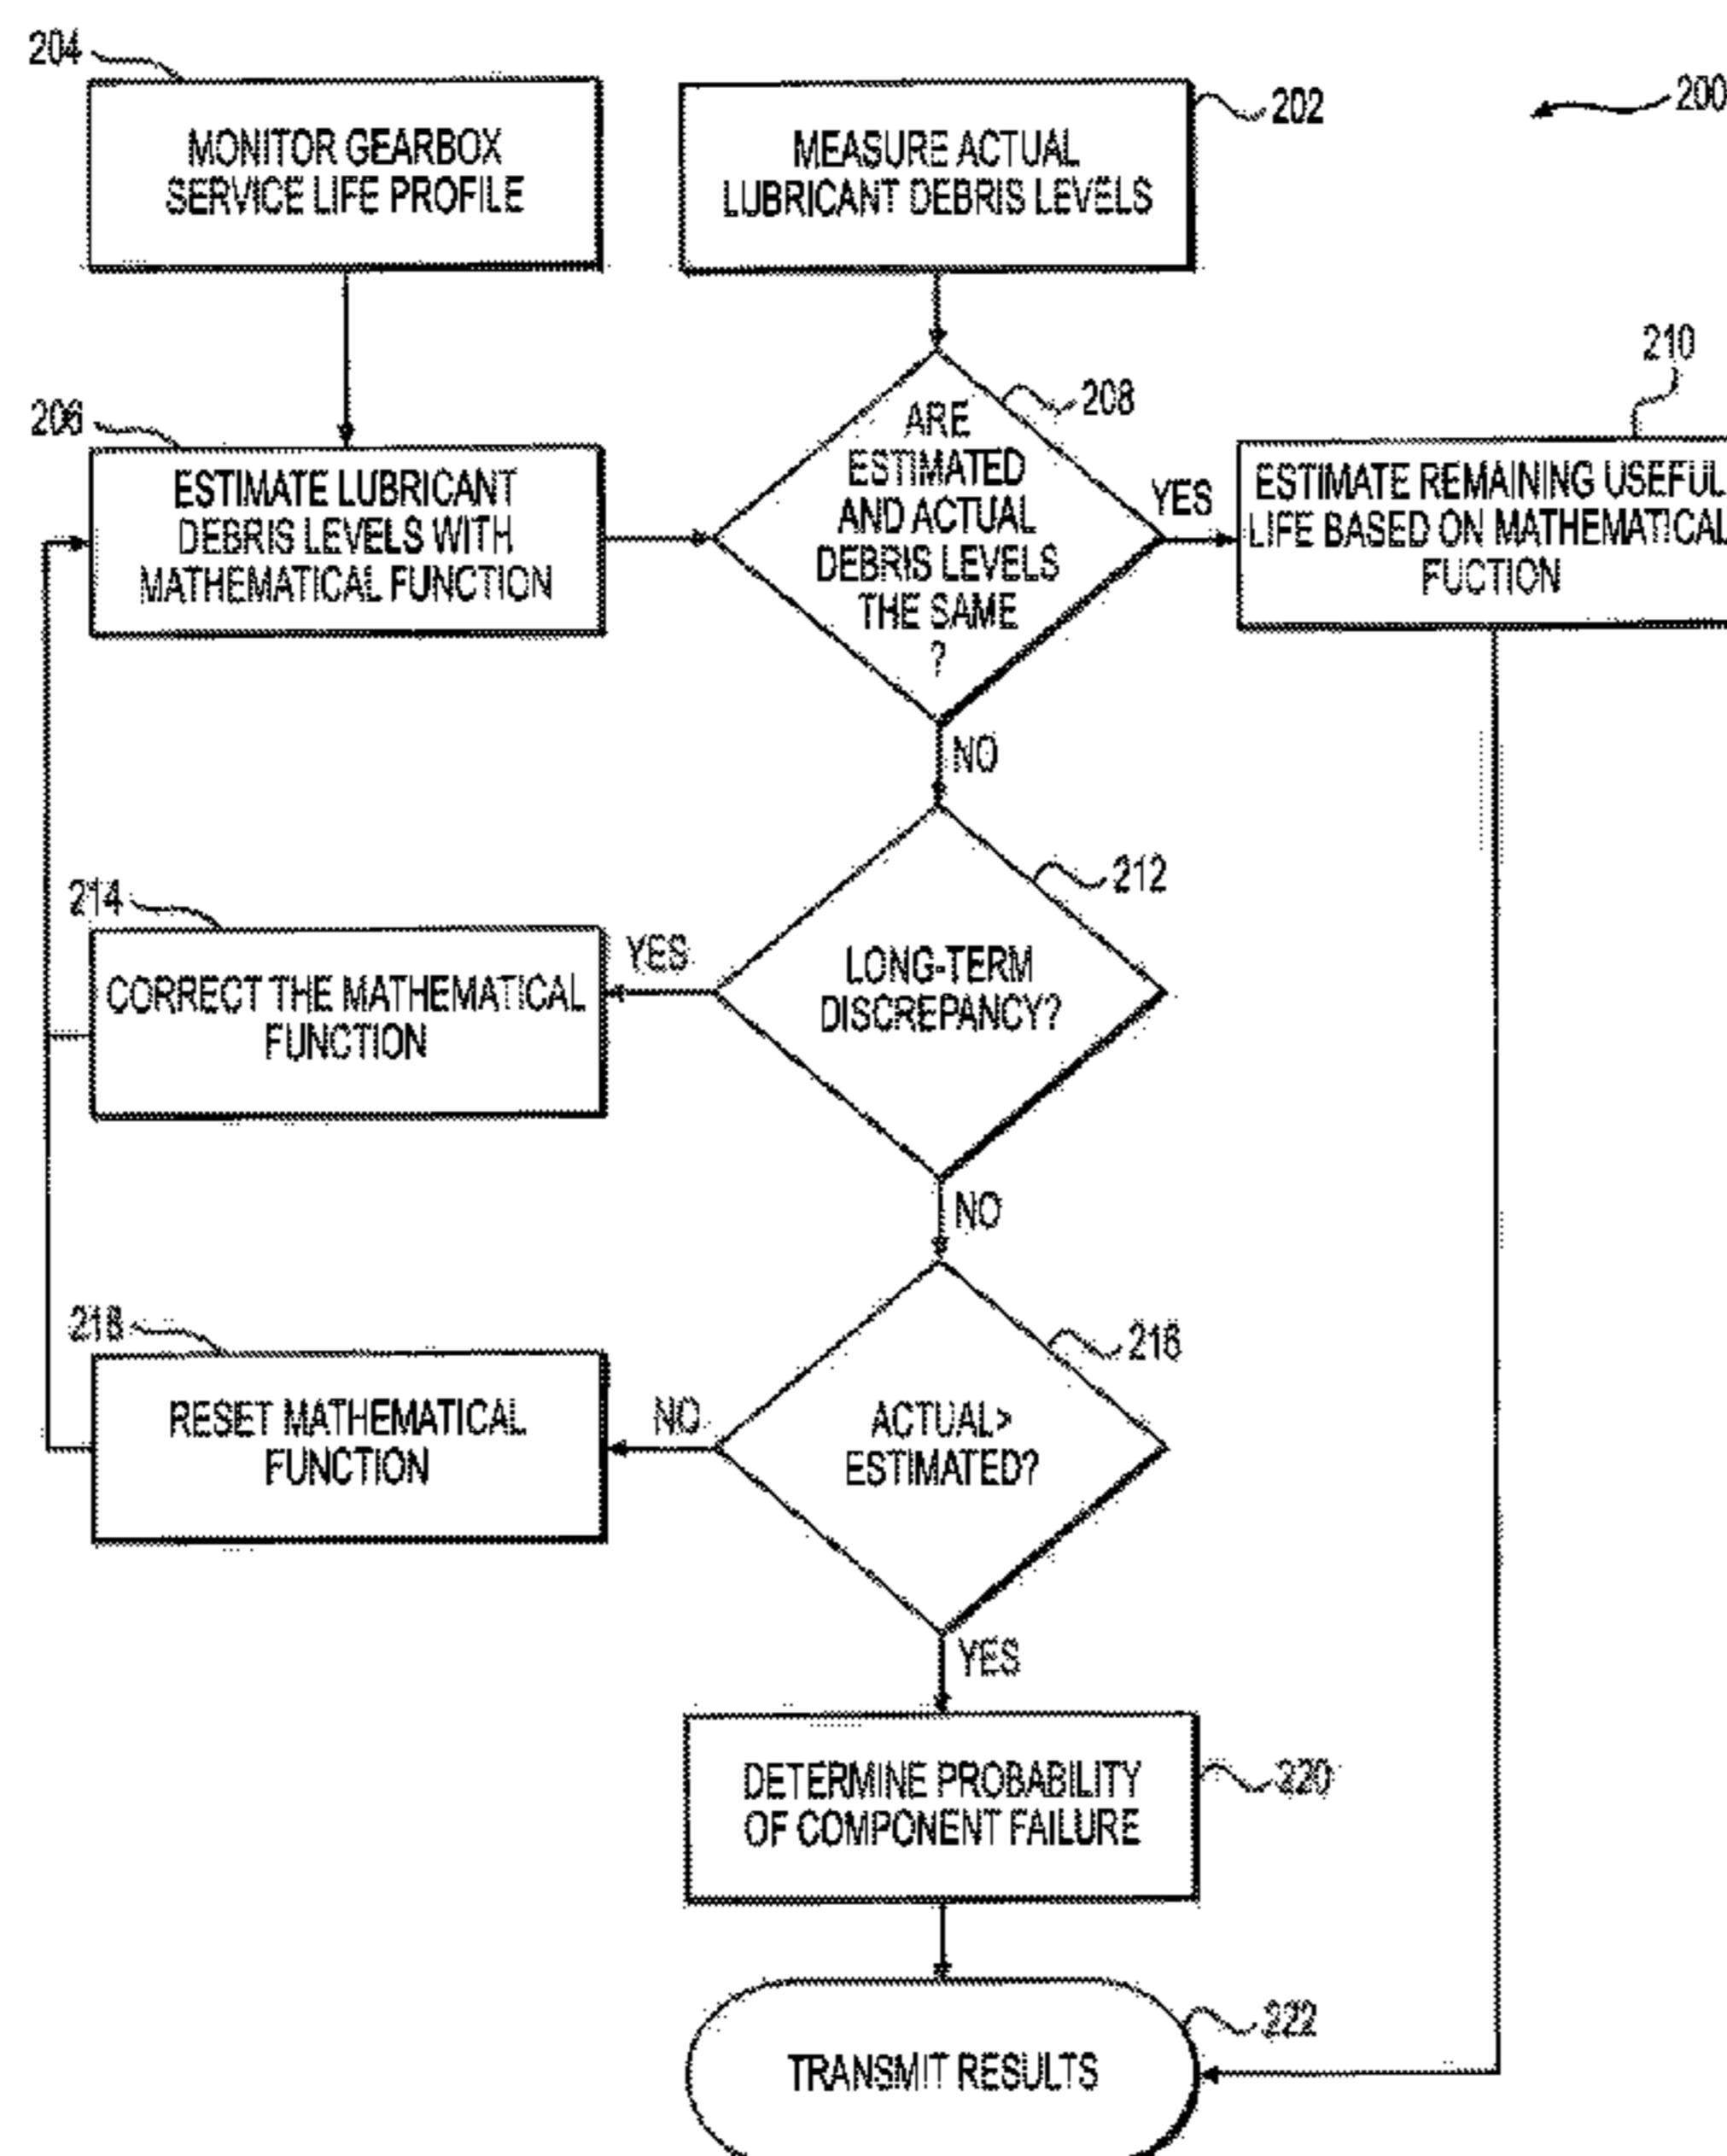 204
MONITOR GEARBOX
SERVICE LIFE PROFILE
MEASURE ACTUAL
LUBRICANT DEBRIS LEVELS
202
200
206
ESTIMATE LUBRICANT
DEBRIS LEVELS WITH
MATHEMATICAL FUNCTION
208
ARE
ESTIMATED
AND ACTUAL
DEBRIS LEVELS
THE SAME
?
YES
210
ESTIMATE REMAINING USEFUL
LIFE BASED ON MATHEMATICAL
FUCTION
NO
212
LONG-TERM
DISCREPANCY?
YES
214
CORRECT THE MATHEMATICAL
FUNCTION
NO
216
ACTUAL>
ESTIMATED?
NO
218
RESET MATHEMATICAL
FUNCTION
YES
DETERMINE PROBABILITY
OF COMPONENT FAILURE
220
TRANSMIT RESULTS
222